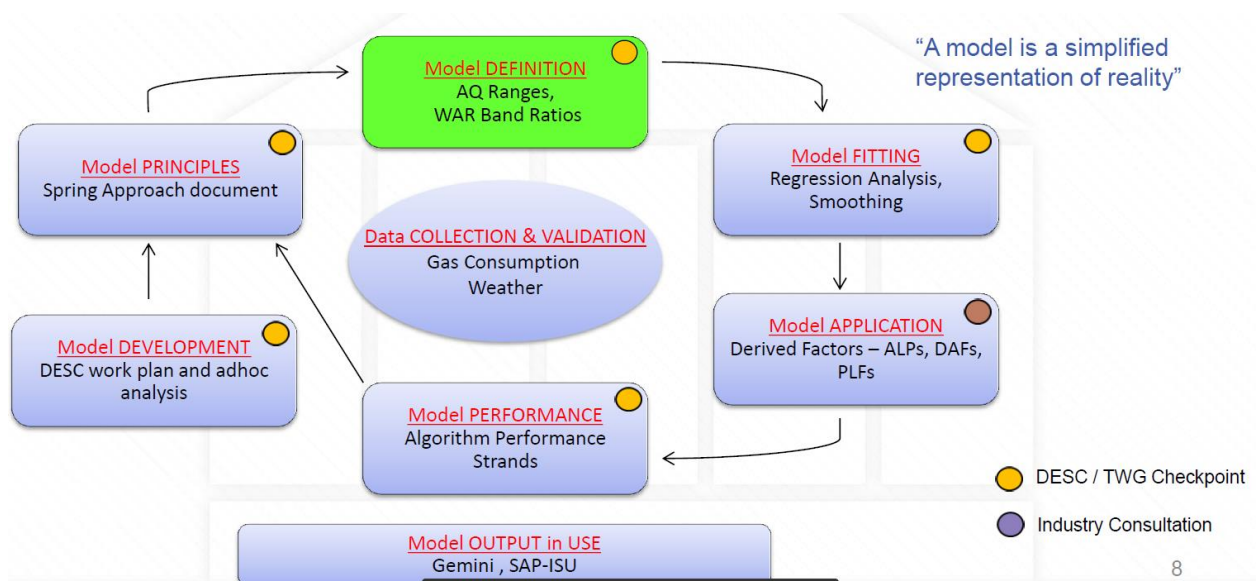 “A model is a simplified
representation of reality”
Model DEFINITION
AQ Ranges,
WAR Band Ratios
Model PRINCIPLES
Spring Approach document
Model FITTING
Regression Analysis,
Smoothing
Data COLLECTION & VALIDATION
Gas Consumption
Weather
Model DEVELOPMENT
DESC work plan and adhoc
analysis
Model APPLICATION
Derived Factors – ALPs, DAFs,
PLFs
Model PERFORMANCE
Algorithm Performance
Strands
DESC / TWG Checkpoint
Industry Consultation
Model OUTPUT in USE
Gemini , SAP-ISU
8